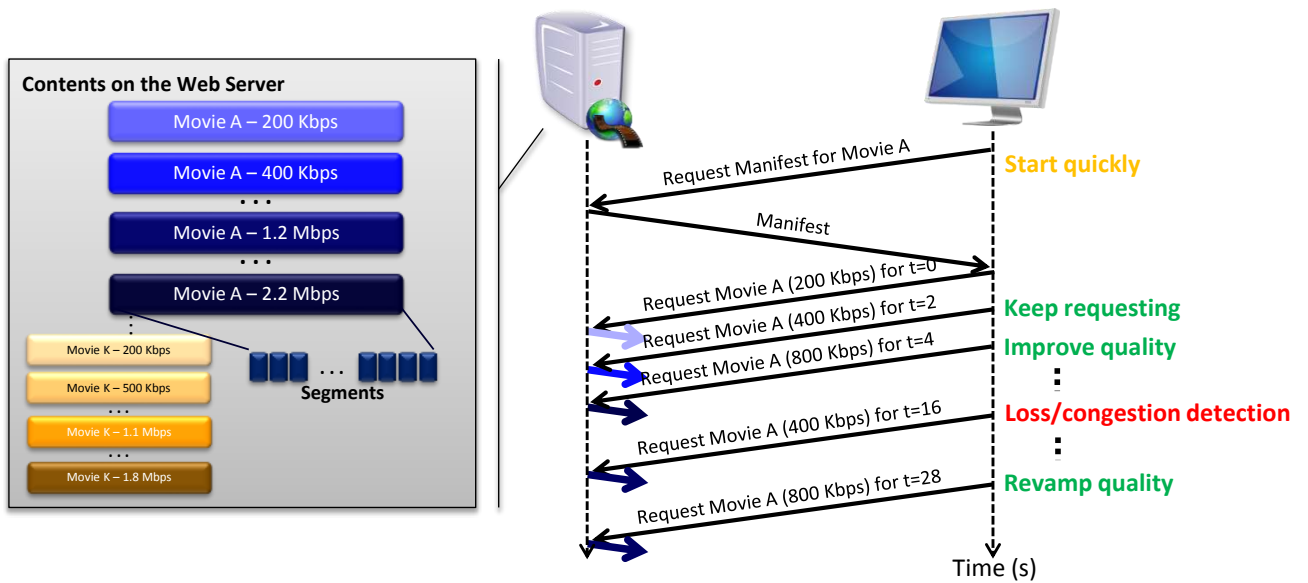 Contents on the Web Server
Movie A – 200 Kbps
Movie A – 400 Kbps
...
Movie A – 1.2 Mbps
...
Movie A – 2.2 Mbps
...
Movie K – 200 Kbps
Movie K – 500 Kbps
...
Movie K – 1.1 Mbps
...
Movie K – 1.8 Mbps
...
Segments
Request Manifest for Movie A
Start quickly
Manifest
Request Movie A (200 Kbps) for t=0
Request Movie A (400 Kbps) for t=2
Keep requesting
Request Movie A (800 Kbps) for t=4
Improve quality
...
Request Movie A (400 Kbps) for t=16
Loss/congestion detection
...
Request Movie A (800 Kbps) for t=28
Revamp quality
Time (s)